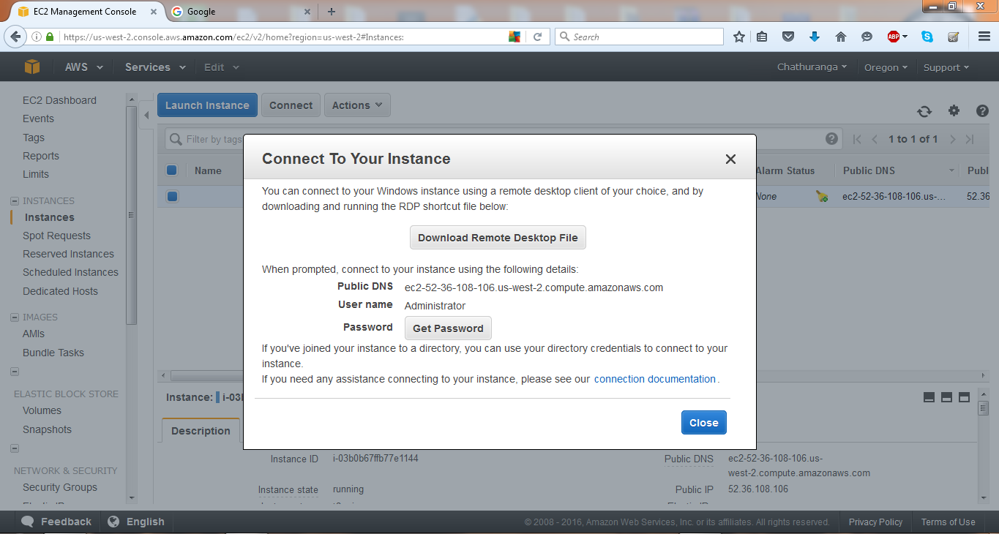 EC2 Management Console
Google
https://us-west-2.console.aws.amazon.com/ec2/v2/home?region=us-west-2#Instances:
Search
ABP
AWS
Services
Edit
Chathuranga
Oregon
Support
EC2 Dashboard
Events
Tags
Reports
Limits
INSTANCES
Instances
Spot Requests
Reserved Instances
Scheduled Instances
Dedicated Hosts
IMAGES
AMIs
Bundle Tasks
ELASTIC BLOCK STORE
Volumes
Snapshots
NETWORK & SECURITY
Security Groups
Launch Instance
Connect
Actions
Filter by tags
1 to 1 of 1
Name
Alarm Status
Public DNS
Publ
None
ec2-52-36-108-106.us-...
52.36
Connect To Your Instance
You can connect to your Windows instance using a remote desktop client of your choice, and by
downloading and running the RDP shortcut file below:
Download Remote Desktop File
When prompted, connect to your instance using the following details:
Public DNS ec2-52-36-108-106.us-west-2.compute.amazonaws.com
User name Administrator
Password Get Password
If you've joined your instance to a directory, you can use your directory credentials to connect to your
instance.
If you need any assistance connecting to your instance, please see our connection documentation.
Close
Instance: i-03
Description
Instance ID i-03b0b67ffb77e1144
Public DNS ec2-52-36-108-106.us-
west-2.compute.amazonaws.com
Instance state running
Public IP 52.36.108.106
Feedback
English
© 2008 - 2016, Amazon Web Services, Inc. or its affiliates. All rights reserved.
Privacy Policy
Terms of Use